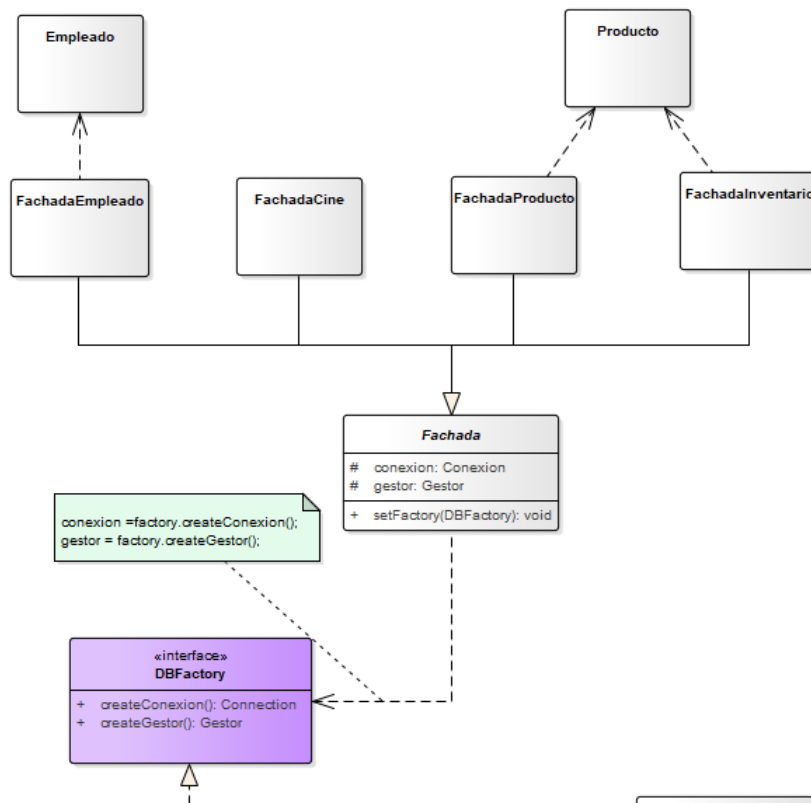 Empleado
Producto
FachadaEmpleado
FachadaCine
FachadaProducto
FachadaInventario
Fachada
# conexion: Conexion
# gestor: Gestor
+ setFactory(DBFactory): void
conexion =factory.createConexion();
gestor = factory.createGestor();
«interface»
DBFactory
+ createConexion(): Connection
+ createGestor(): Gestor